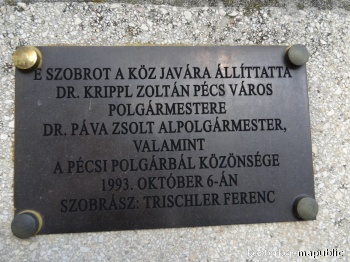 E SZOBROT A KÖZ JAVÁRA ÁLLÍTTATTA
DR. KRIPPL ZOLTÁN PÉCS VÁROS
POLGÁRMESTERE
DR. PÁVA ZSOLT ALPOLGÁRMESTER,
VALAMINT
A PÉCSI POLGÁRBÁL KÖZÖNSÉGE
1993. OKTÓBER 6-ÁN
SZOBRÁSZ: TRISCHLER FERENC
mapublic